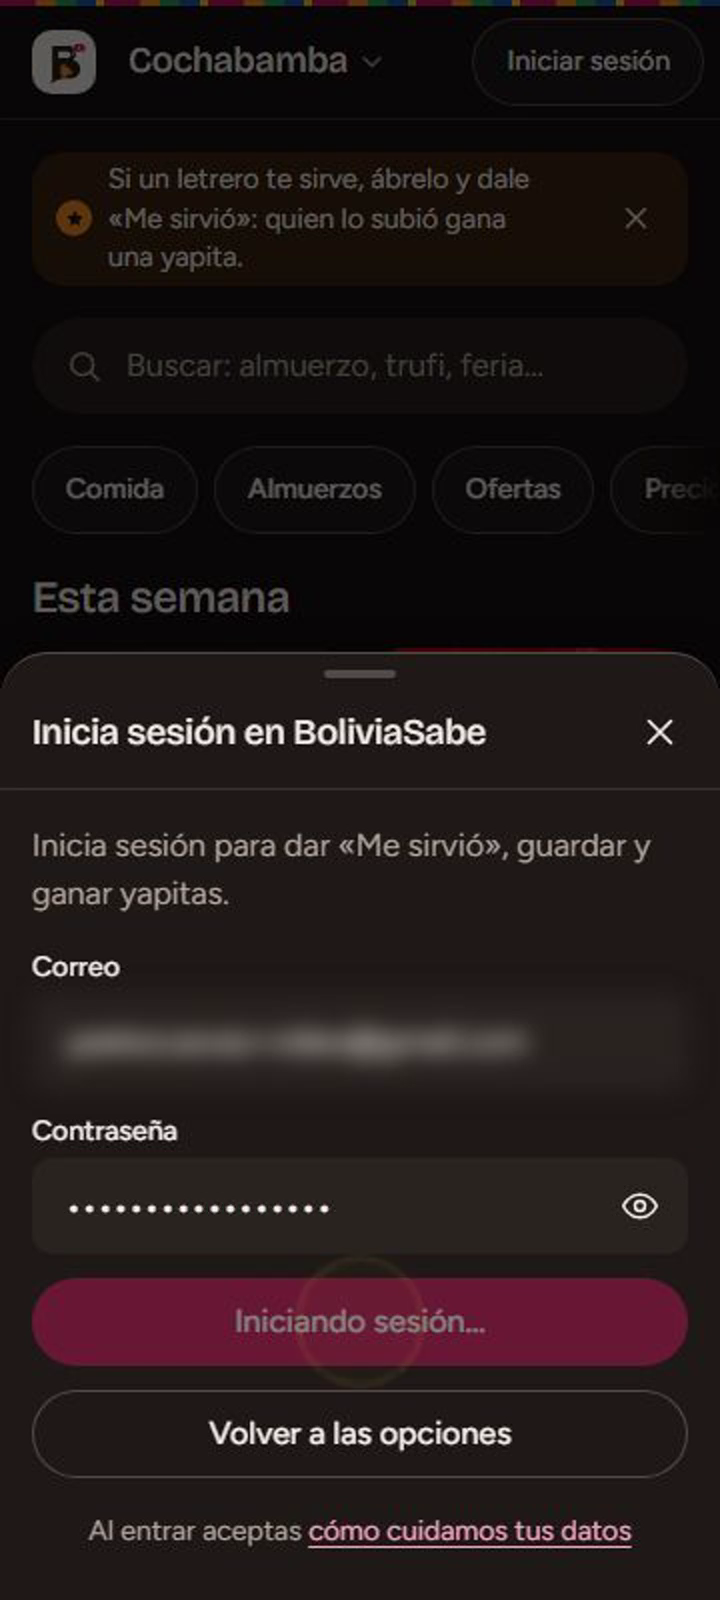 Cochabamba
Iniciar sesión
Si un letrero te sirve, ábrelo y dale
«Me sirvió»: quien lo subió gana
una yapita.
Buscar: almuerzo, trufi, feria...
Comida
Almuerzos
Ofertas
Esta semana
Inicia sesión en BoliviaSabe
Inicia sesión para dar «Me sirvió», guardar y
ganar yapitas.
Correo
Contraseña
Iniciando sesión...
Volver a las opciones
Al entrar aceptas cómo cuidamos tus datos